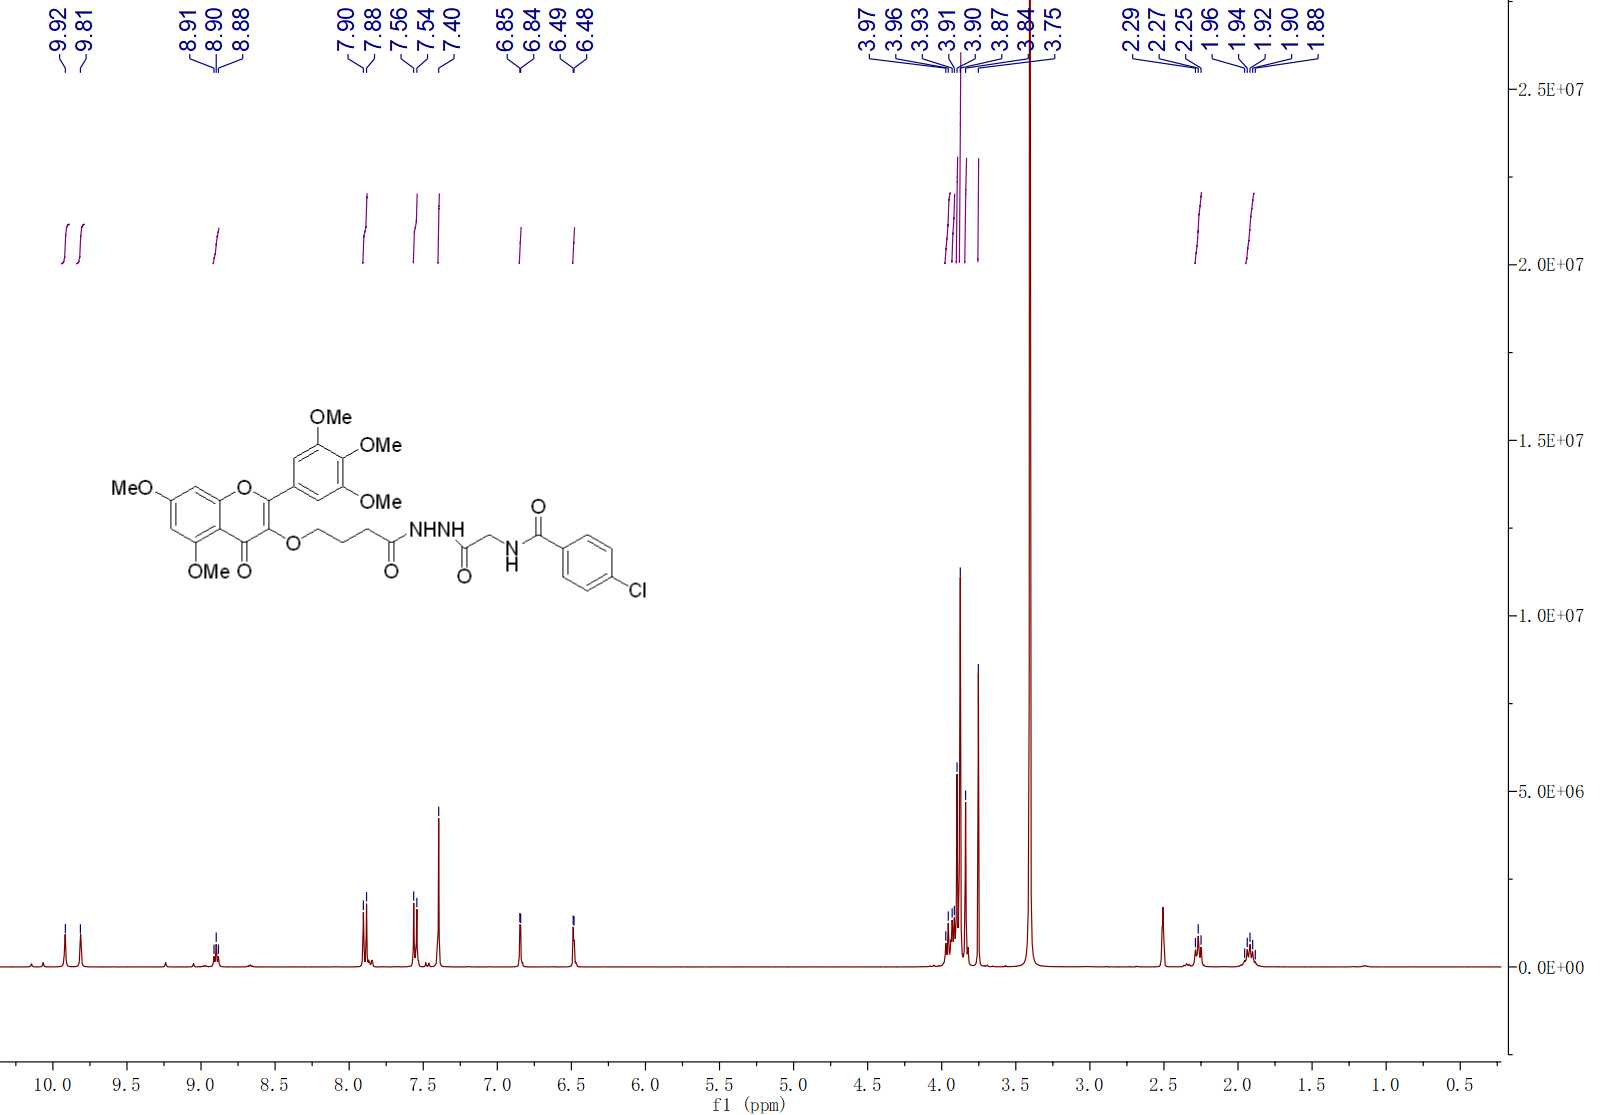 9.92
9.81
8.91
8.90
8.88
7.90
7.88
7.56
7.54
7.40
6.85
6.84
6.49
6.48
3.97
3.96
3.93
3.91
3.90
3.87
3.84
3.75
2.29
2.27
2.25
1.96
1.94
1.92
1.90
1.88
2.5E+07
2.0E+07
1.5E+07
1.0E+07
5.0E+06
0.0E+00
OMe
OMe
MeO
O
OMe
O
NHNH
O
N
H
OMe
O
O
O
Cl
10.0 9.5 9.0 8.5 8.0 7.5 7.0 6.5 6.0 5.5 5.0 4.5 4.0 3.5 3.0 2.5 2.0 1.5 1.0 0.5
f1 (ppm)